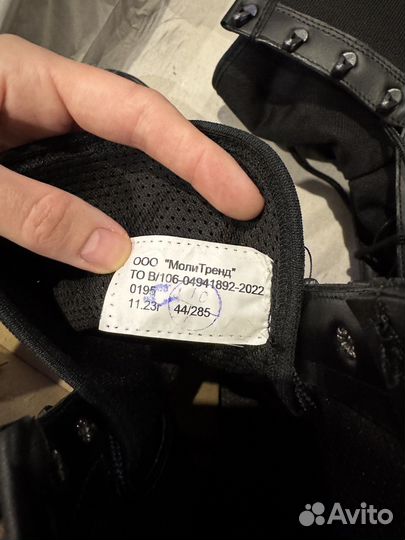 ООО "МолиТренд"
ТО В/106-04941892-2022
0195
11.23г 44/285
Avito